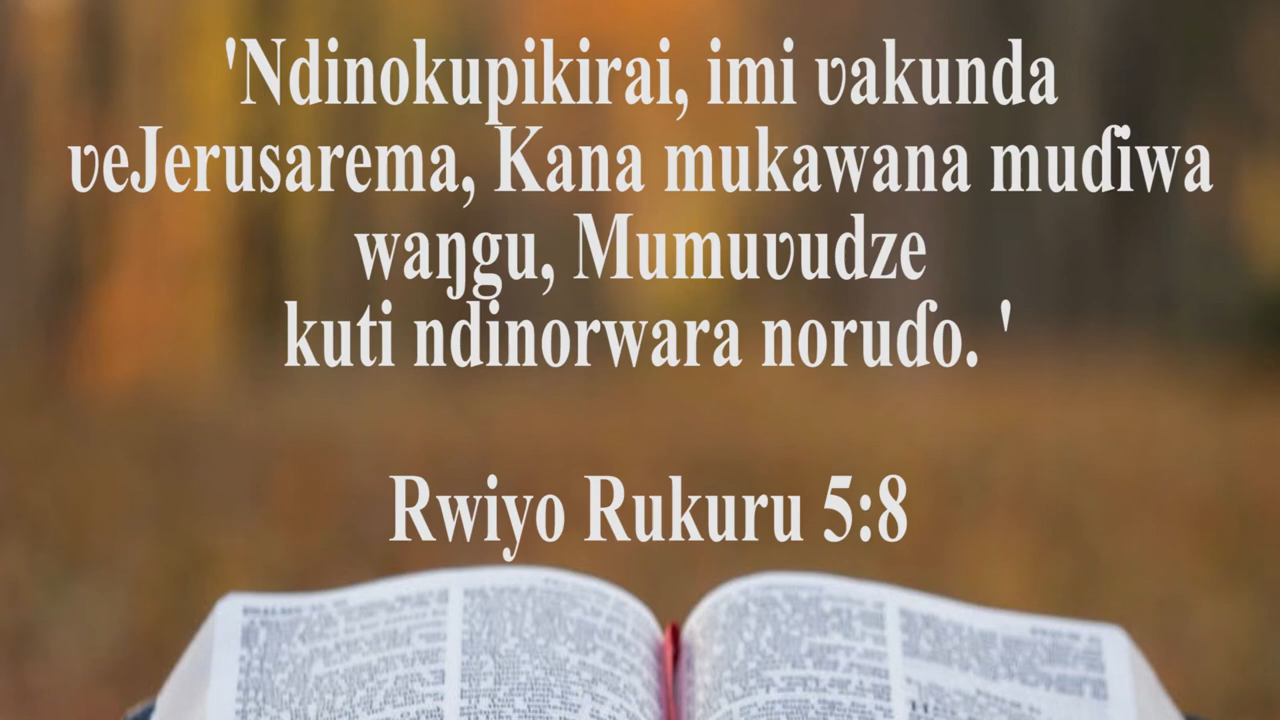 'Ndinokupikirai, imi ʋakunda
ʋeJerusarema, Kana mukawana muɗiwa
waŋgu, Mumuʋudze
kuti ndinorwara noruɗo. '
Rwiyo Rukuru 5:8